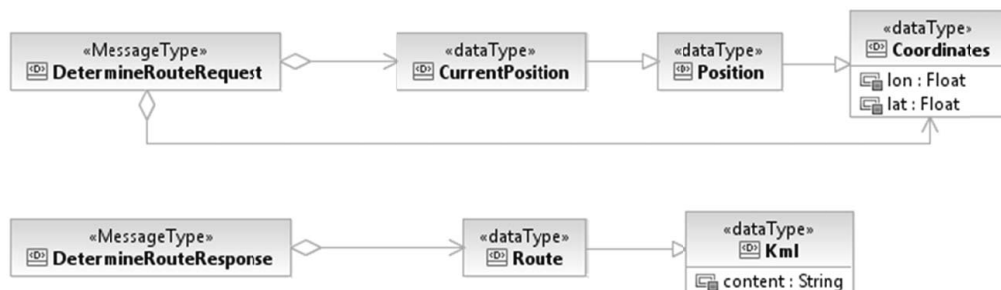 «MessageType»
DetermineRouteRequest
«dataType»
CurrentPosition
«dataType»
Position
«dataType»
Coordinates
lon : Float
lat : Float
«MessageType»
DetermineRouteResponse
«dataType»
Route
«dataType»
Kml
content : String